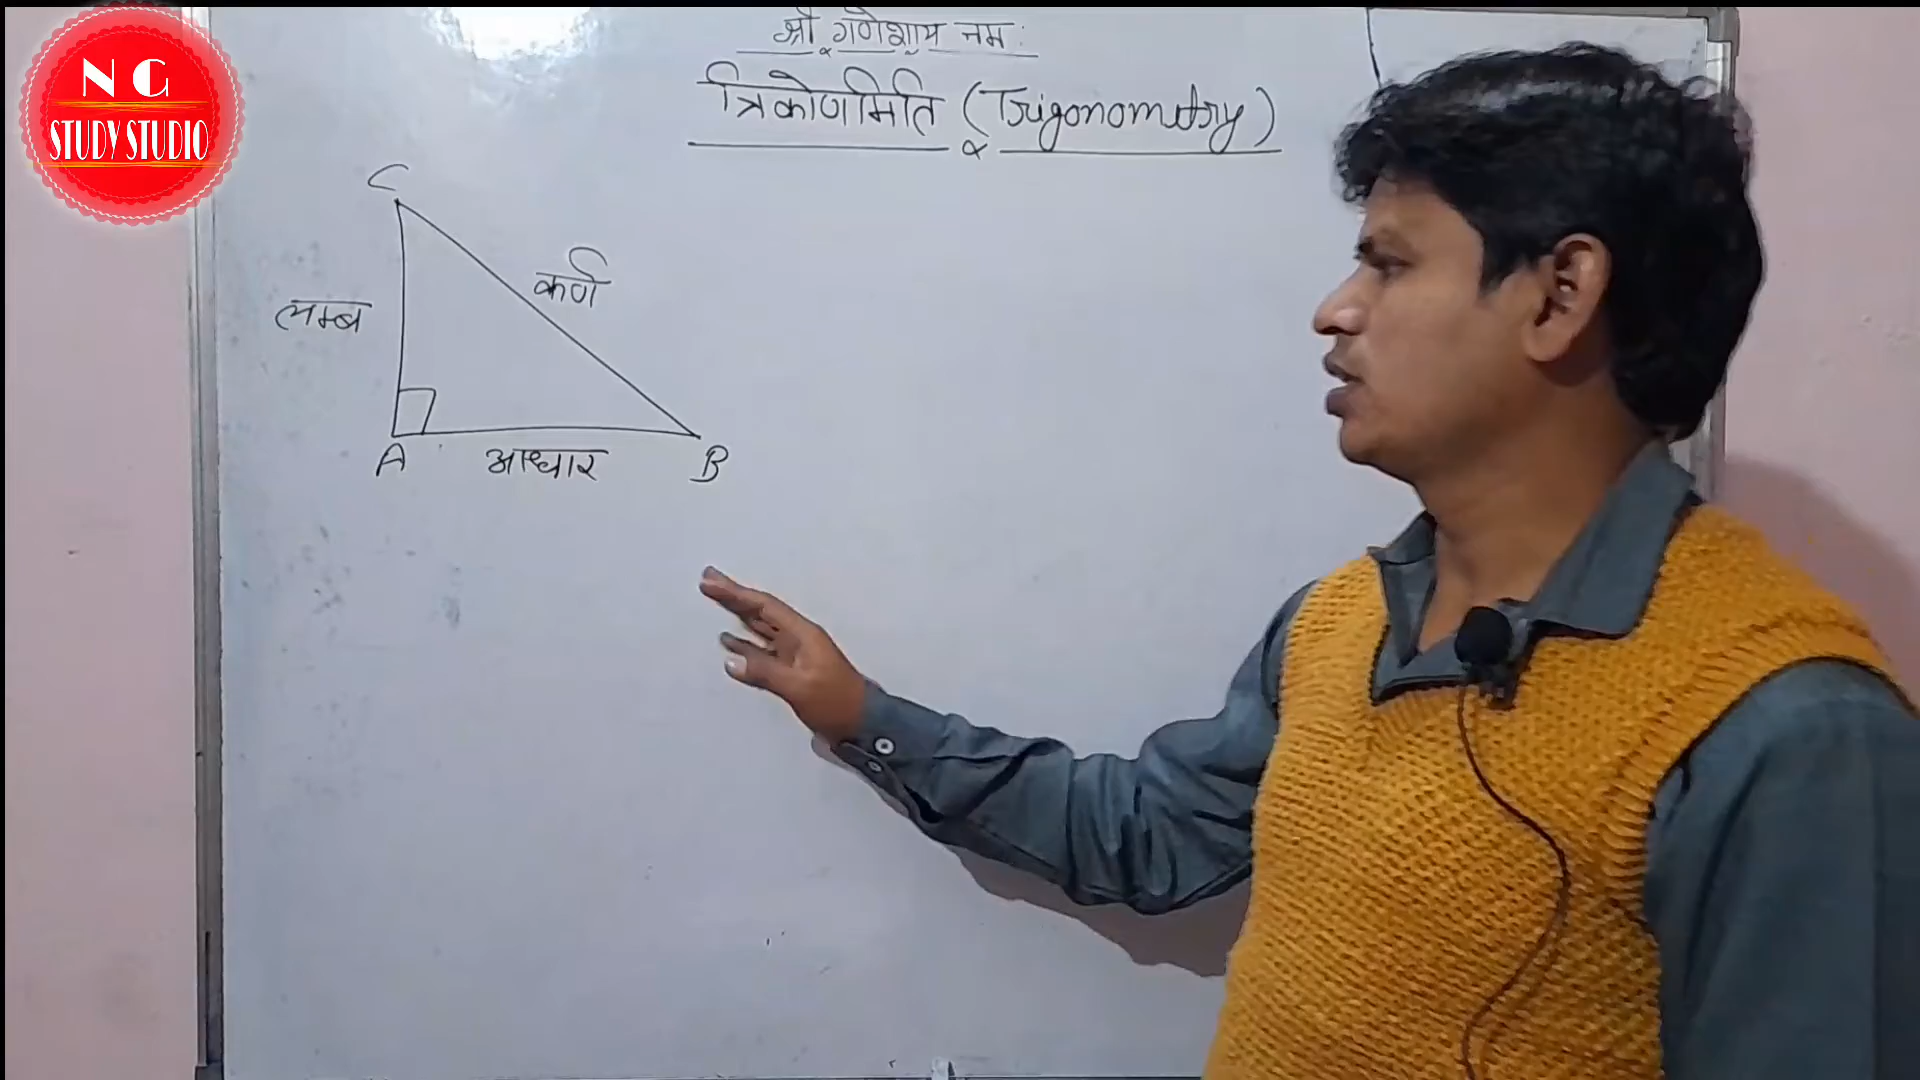 N G
STUDY STUDIO
श्री गणेशाय नमः
त्रिकोणमिति (Trigonometry)
C
कर्ण
लम्ब
A
आधार
B